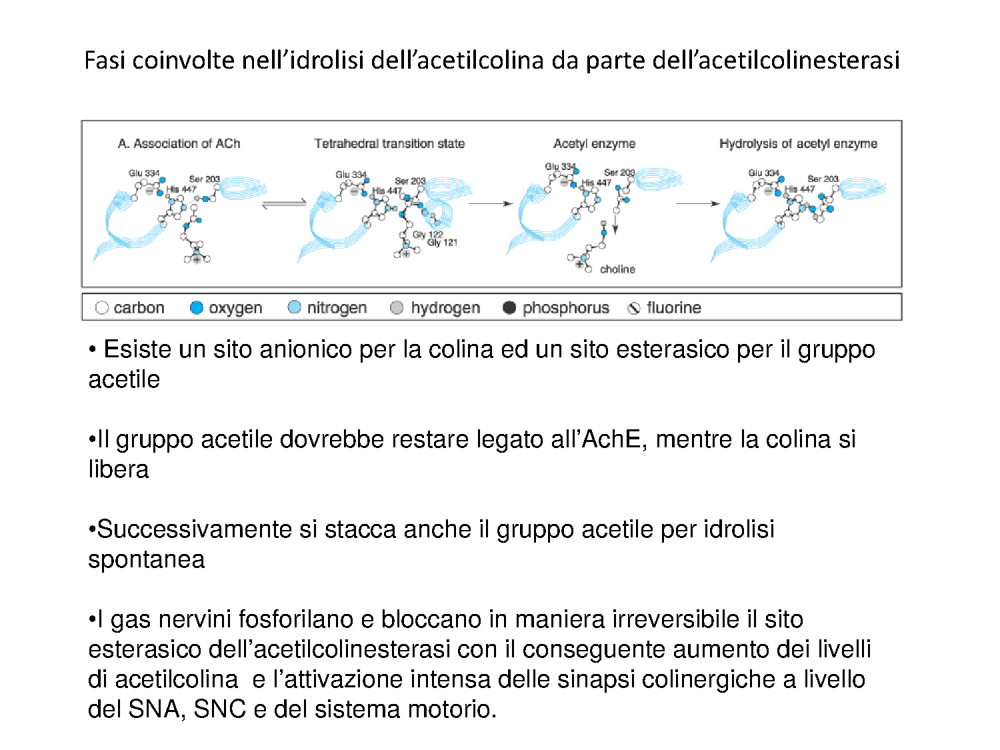 Fasi coinvolte nell’idrolisi dell’acetilcolina da parte dell’acetilcolinesterasi
A. Association of ACh
Tetrahedral transition state
Acetyl enzyme
Hydrolysis of acetyl enzyme
Glu 334
Ser 203
His 447
Glu 334
Ser 203
His 447
Gly 122
Gly 121
Glu 334
Ser 203
His 447
choline
Glu 334
Ser 203
His 447
carbon oxygen nitrogen hydrogen phosphorus fluorine
• Esiste un sito anionico per la colina ed un sito esterasico per il gruppo
acetile
•Il gruppo acetile dovrebbe restare legato all’AchE, mentre la colina si
libera
•Successivamente si stacca anche il gruppo acetile per idrolisi
spontanea
•I gas nervini fosforilano e bloccano in maniera irreversibile il sito
esterasico dell’acetilcolinesterasi con il conseguente aumento dei livelli
di acetilcolina e l’attivazione intensa delle sinapsi colinergiche a livello
del SNA, SNC e del sistema motorio.